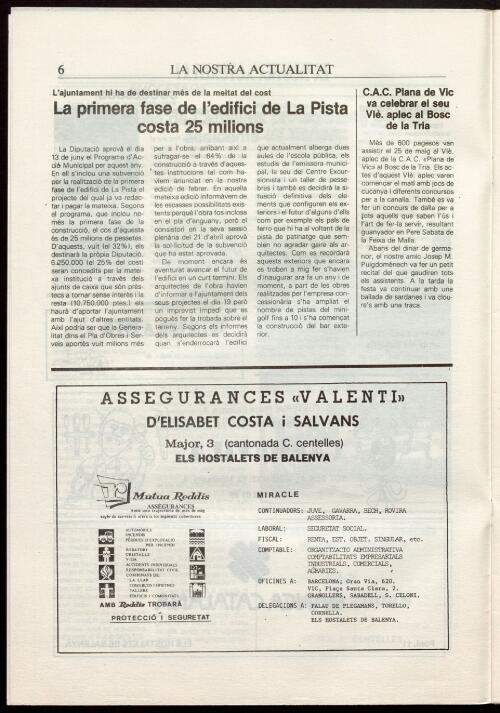 6
LA NOSTRA ACTUALITAT
L'ajuntament hi ha de destinar més de la meitat del cost
La primera fase de l'edifici de La Pista
costa 25 milions
La Diputació aprovà el dia
13 de juny el Programa d'Ac-
ció Municipal per aquest any.
En ell s'inclou una subvenció
per la realització de la primera
fase de l'edifici de La Pista el
projecte del qual ja va redac-
tar i pagar la mateixa. Segons
el programa, que inclou no-
més la primera fase de la
construcció, el cos d'aquesta
és de 25 milions de pessetes.
D'aquests, vuit (el 32%), els
destinarà la pròpia Diputació.
6.250.000 (el 25% del cost)
seran concedits per la matei-
xa institució a través dels
ajunts de caixa que són prés-
tecs a tornar sense interès i la
resta (10.750.000 ptes.) els
haurà d'aportar l'ajuntament
amb l'ajut d'altres entitats.
Així podria ser que la Genera-
litat dins el Pla d'Obres i Ser-
veis aportés vuit milions més
per a l'obra, arribant així a
sufragar-se el 64% de la
construcció a través d'aques-
tes institucions tal com ha-
víem anunciat en la nostra
edició de febrer. En aquella
mateixa edició informàvem de
les escasses possibilitats exis-
tents perquè l'obra fos inclosa
en el pla d'enguany, però el
consistori en la seva sessió
plenària del 21 d'abril aprovà
la sol·licitud de la subvenció
que ha estat aprovada.
De moment encara és
aventurat avançar el futur de
l'edifici en un curt termini. Els
arquitectes de l'obra havien
d'informar a l'ajuntament dels
seus projectes el dia 19 però
un imprevist impedí que es
pogués fer la trobada sobre el
terreny. Segons els informes
dels arquitectes es decidirà
quan s'enderrocarà l'edifici
que actualment alberga dues
aules de l'escola pública, els
estudis de l'emissora munici-
pal, la seu del Centre Excur-
sionista i un taller de passe-
bres i també es decidirà la si-
tuació definitiva dels ele-
ments que configuren els ex-
teriors i el futur d'alguns d'ells
com per exemple els pals de
ferro que hi ha al voltant de la
pista de patinatge que sem-
blen no agradar gaire als ar-
quitectes. Com es recordarà
aquests exteriors que encara
es troben a mig fer s'havien
d'inaugurar ara fa un any i de
moment, a part de les obres
realitzades per l'empresa con-
cessionària s'ha ampliat el
nombre de pistes del mini-
golf fins a 10 i s'ha començat
la construcció del bar exte-
rior.
C.A.C. Plana de Vic
va celebrar el seu
VIè. aplec al Bosc
de la Tria
Més de 600 pagesos van
assistir el 25 de maig al VIè.
aplec de la C.A.C. «Plana de
Vic» al Bosc de la Tria. Els ac-
tes d'aquest VIè. aplec varen
començar el matí amb jocs de
cucanya i diferents concursos
per a la canalla. També es va
fer un concurs de dalla per a
tots aquells que saben l'ús i
l'art de fer-la servir, resultant
guanyador en Pere Sabata de
la Feixa de Malla.
Abans del dinar de germa-
nor, el nostre amic Josep M.
Puigdomènech va fer un petit
recital del que gaudiren tots
els assistents. A la tarda la
festa va continuar amb una
ballada de sardanes i va clou-
re's amb una traca.
ASSEGURANCES «VALENTI»
D'ELISABET COSTA i SALVANS
Major, 3 (cantonada C. centelles)
ELS HOSTALETS DE BALENYA
Mutua Reddis
ASSEGURANCES
AUTOMÒBILS
INCENDIS
PÈRDUES D'EXPLOTACIÓ
PER INCENDIS
ROBATORI
CRISTALLS
VIDA
ACCIDENTS INDIVIDUALS
RESPONSABILITAT CIVIL
COMBINATS DE:
LA LLAR
COMERÇOS I OFICINES
TALLERS
EDIFICIS I COMUNITATS
AMB Reddis TROBARÀ
PROTECCIÓ i SEGURETAT
MIRACLE
CONTINUADORS: JUVE, GAVARRA, BECH, ROVIRA
ASSESSORIA.
LABORAL: SEGURETAT SOCIAL.
FISCAL: RENTA, EST. OBJET. SINGULAR, etc.
COMPTABLE: ORGANITZACIO ADMINISTRATIVA
COMPTABILITATS EMPRESARIALS
INDUSTRIALS, COMERCIALS,
AGRARIES.
OFICINES A: BARCELONA; Gran Via, 620.
VIC, Plaça Santa Clara, 2.
GRANOLLERS, SABADELL, S. CELONI.
DELEGACIONS A: PALAU DE PLEGAMANS, TORELLO,
CORNELLA.
ELS HOSTALETS DE BALENYA.